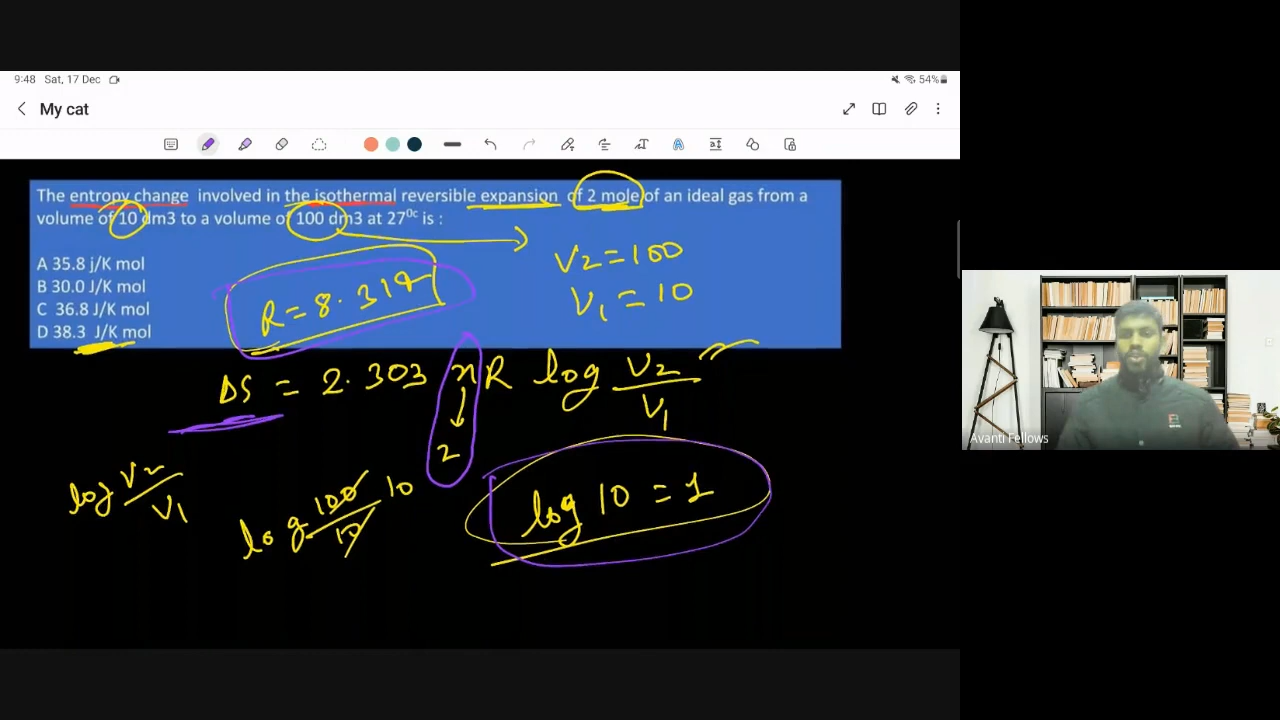 9:48 Sat, 17 Dec
54%
My cat
The entropy change involved in the isothermal reversible expansion of 2 mole of an ideal gas from a
volume of 10 dm3 to a volume of 100 dm3 at 27⁰ᶜ is :
A 35.8 j/K mol
B 30.0 J/K mol
C 36.8 J/K mol
D 38.3 J/K mol
R = 8.314
V2 = 100
V1 = 10
ΔS = 2.303 nR log V2/V1
2
log V2/V1
log 100/10 10
log 10 = 1
Avanti Fellows